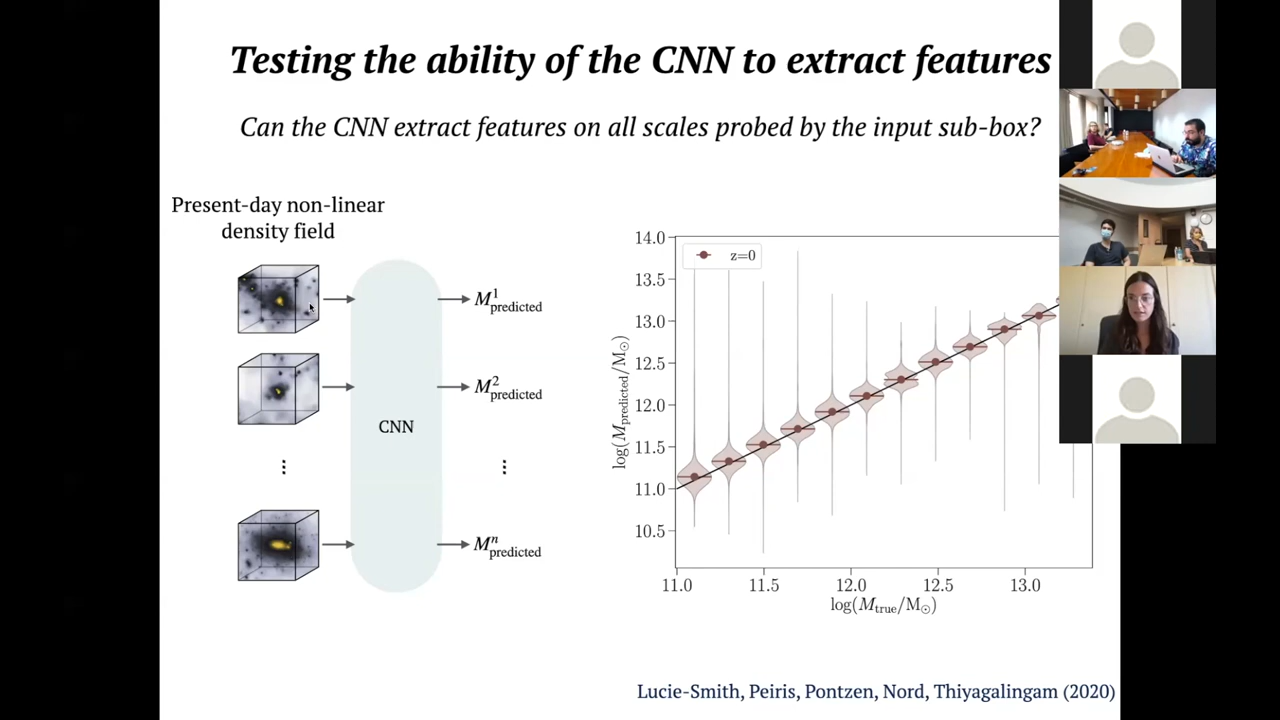 Testing the ability of the CNN to extract features
Can the CNN extract features on all scales probed by the input sub-box?
Present-day non-linear
density field
M¹predicted
M²predicted
CNN
⋮
⋮
Mⁿpredicted
z=0
14.0
13.5
13.0
12.5
12.0
11.5
11.0
10.5
log(Mpredicted/M⊙)
11.0
11.5
12.0
12.5
13.0
log(Mtrue/M⊙)
Lucie-Smith, Peiris, Pontzen, Nord, Thiyagalingam (2020)